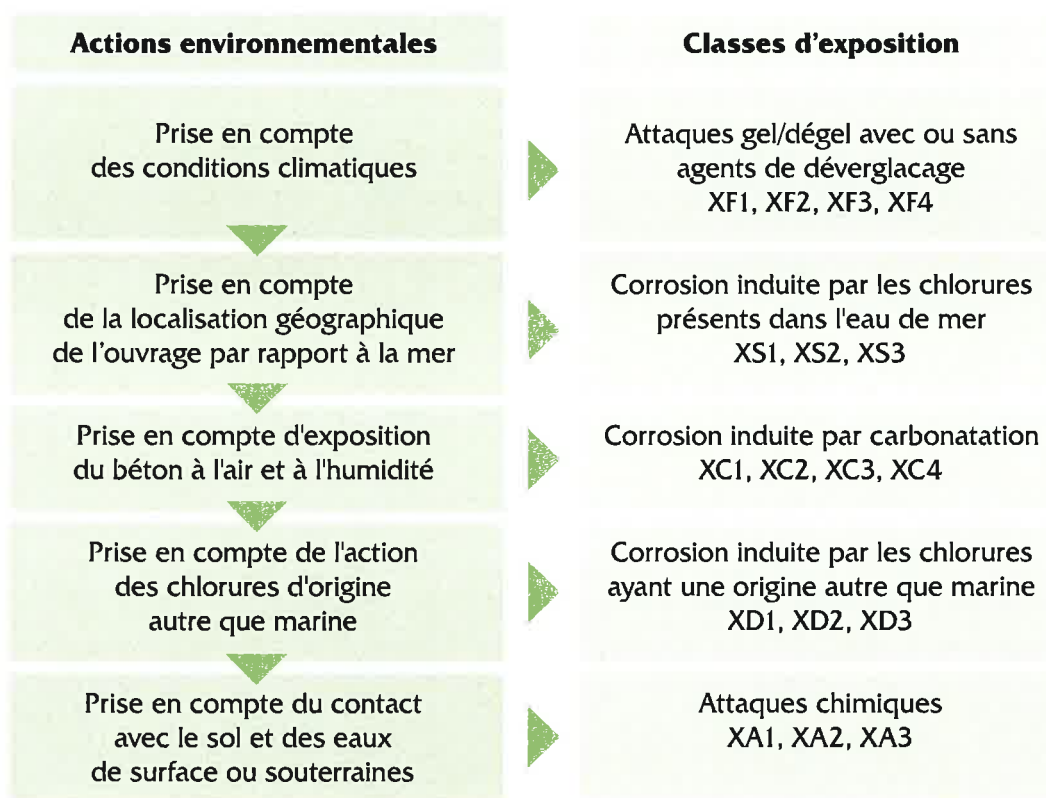 Actions environnementales
Classes d'exposition
Prise en compte
des conditions climatiques
Attaques gel/dégel avec ou sans
agents de déverglacage
XF1, XF2, XF3, XF4
Prise en compte
de la localisation géographique
de l'ouvrage par rapport à la mer
Corrosion induite par les chlorures
présents dans l'eau de mer
XS1, XS2, XS3
Prise en compte d'exposition
du béton à l'air et à l'humidité
Corrosion induite par carbonatation
XC1, XC2, XC3, XC4
Prise en compte de l'action
des chlorures d'origine
autre que marine
Corrosion induite par les chlorures
ayant une origine autre que marine
XD1, XD2, XD3
Prise en compte du contact
avec le sol et des eaux
de surface ou souterraines
Attaques chimiques
XA1, XA2, XA3